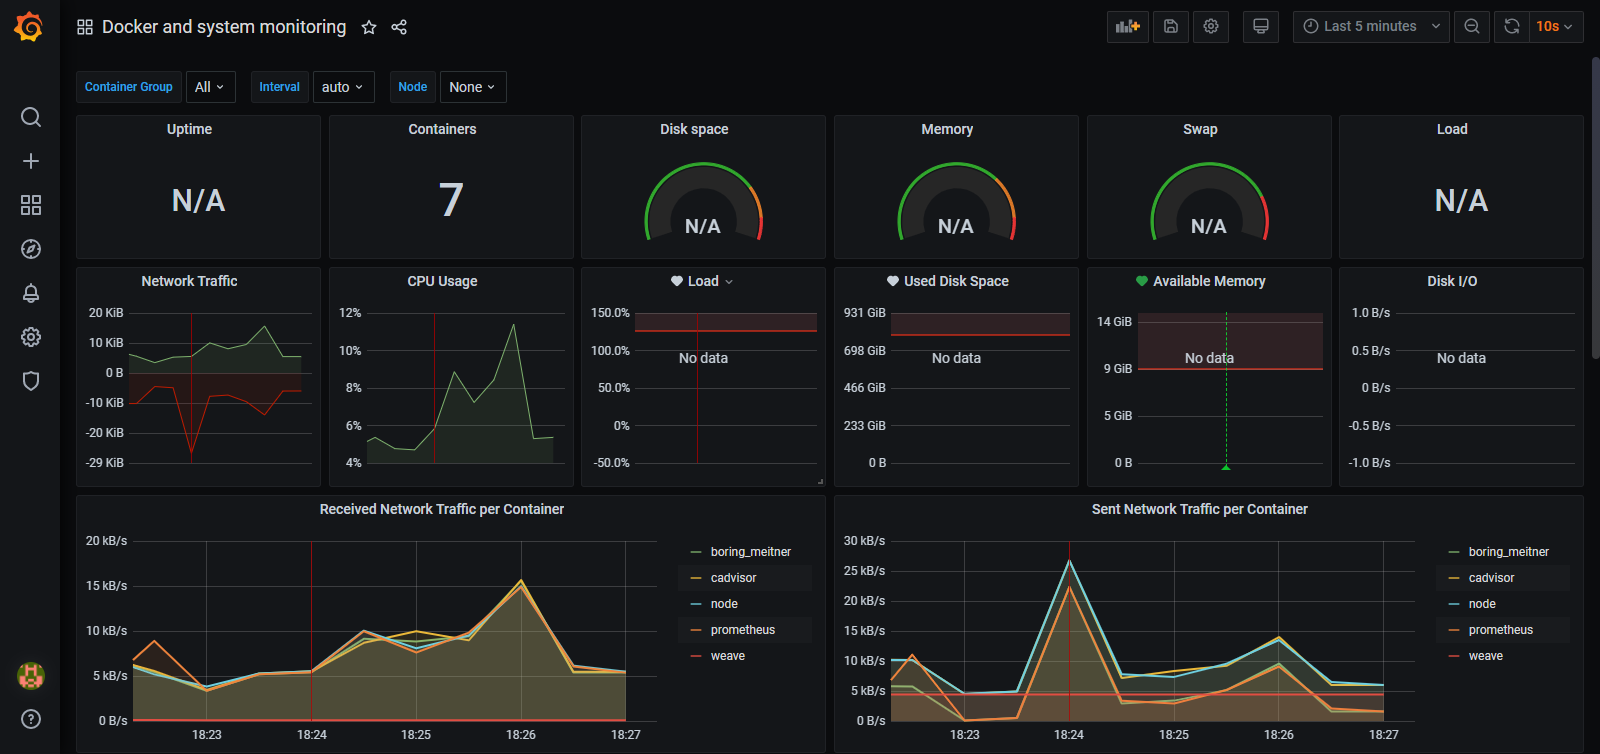 Docker and system monitoring
Last 5 minutes
10s
Container Group All Interval auto Node None
Uptime
N/A
Containers
7
Disk space
N/A
Memory
N/A
Swap
N/A
Load
N/A
Network Traffic
20 KiB
10 KiB
0 B
-10 KiB
-20 KiB
-29 KiB
CPU Usage
12%
10%
8%
6%
4%
Load
150.0%
100.0%
50.0%
0%
-50.0%
No data
Used Disk Space
931 GiB
698 GiB
466 GiB
233 GiB
0 B
No data
Available Memory
14 GiB
9 GiB
5 GiB
0 B
No data
Disk I/O
1.0 B/s
0.5 B/s
0 B/s
-0.5 B/s
-1.0 B/s
No data
Received Network Traffic per Container
20 kB/s
15 kB/s
10 kB/s
5 kB/s
0 B/s
18:23 18:24 18:25 18:26 18:27
boring_meitner
cadvisor
node
prometheus
weave
Sent Network Traffic per Container
30 kB/s
25 kB/s
20 kB/s
15 kB/s
10 kB/s
5 kB/s
0 B/s
18:23 18:24 18:25 18:26 18:27
boring_meitner
cadvisor
node
prometheus
weave